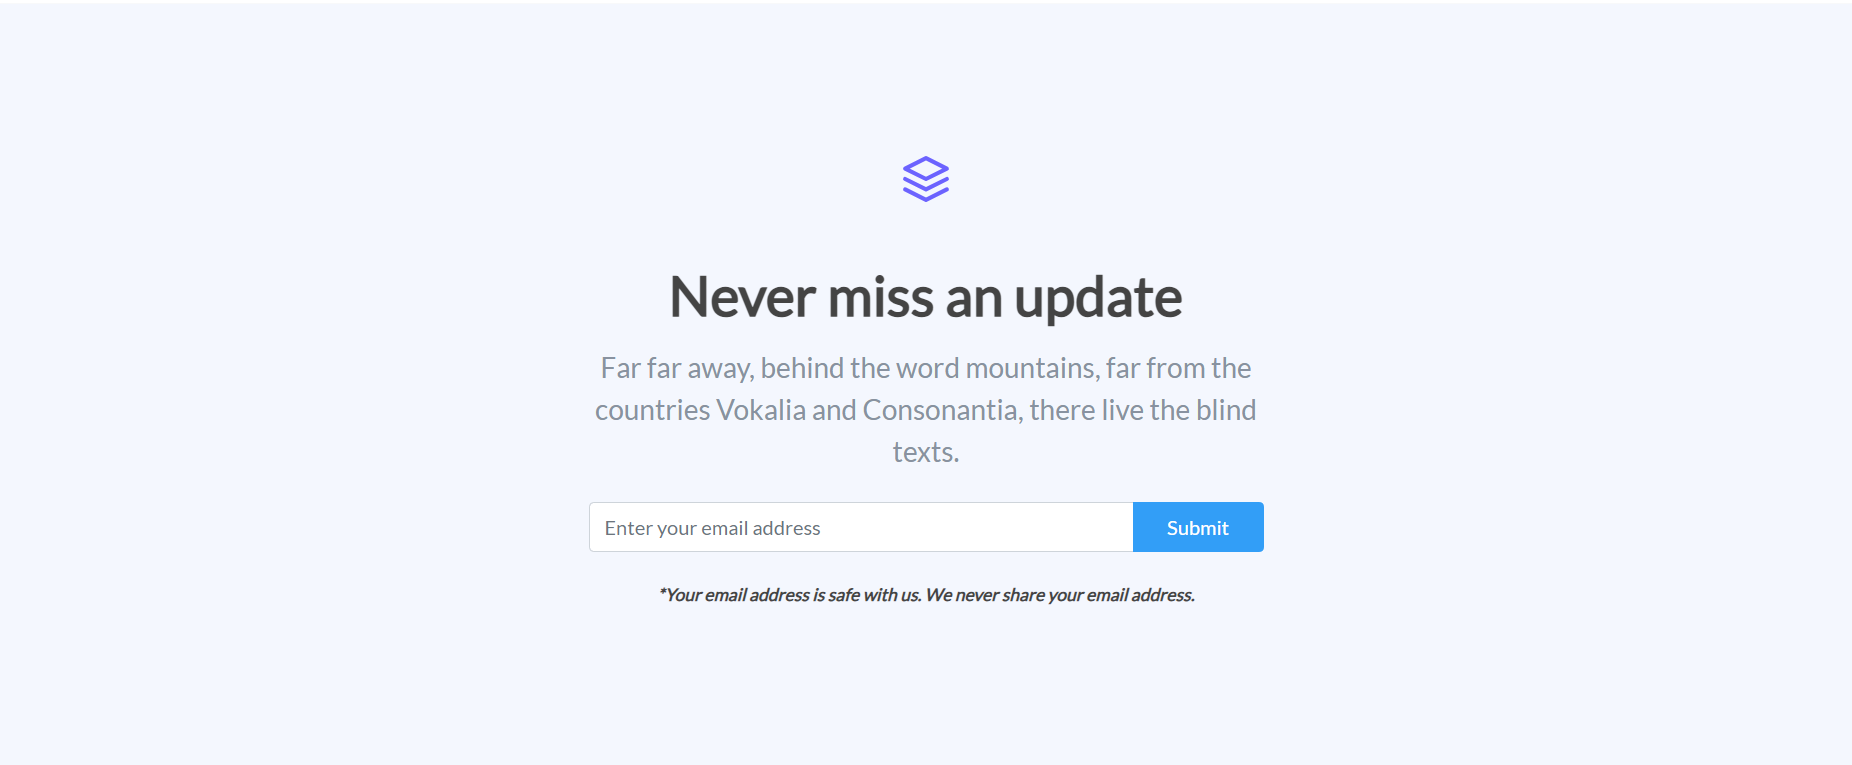 Never miss an update
Far far away, behind the word mountains, far from the
countries Vokalia and Consonantia, there live the blind
texts.
Enter your email address
Submit
*Your email address is safe with us. We never share your email address.